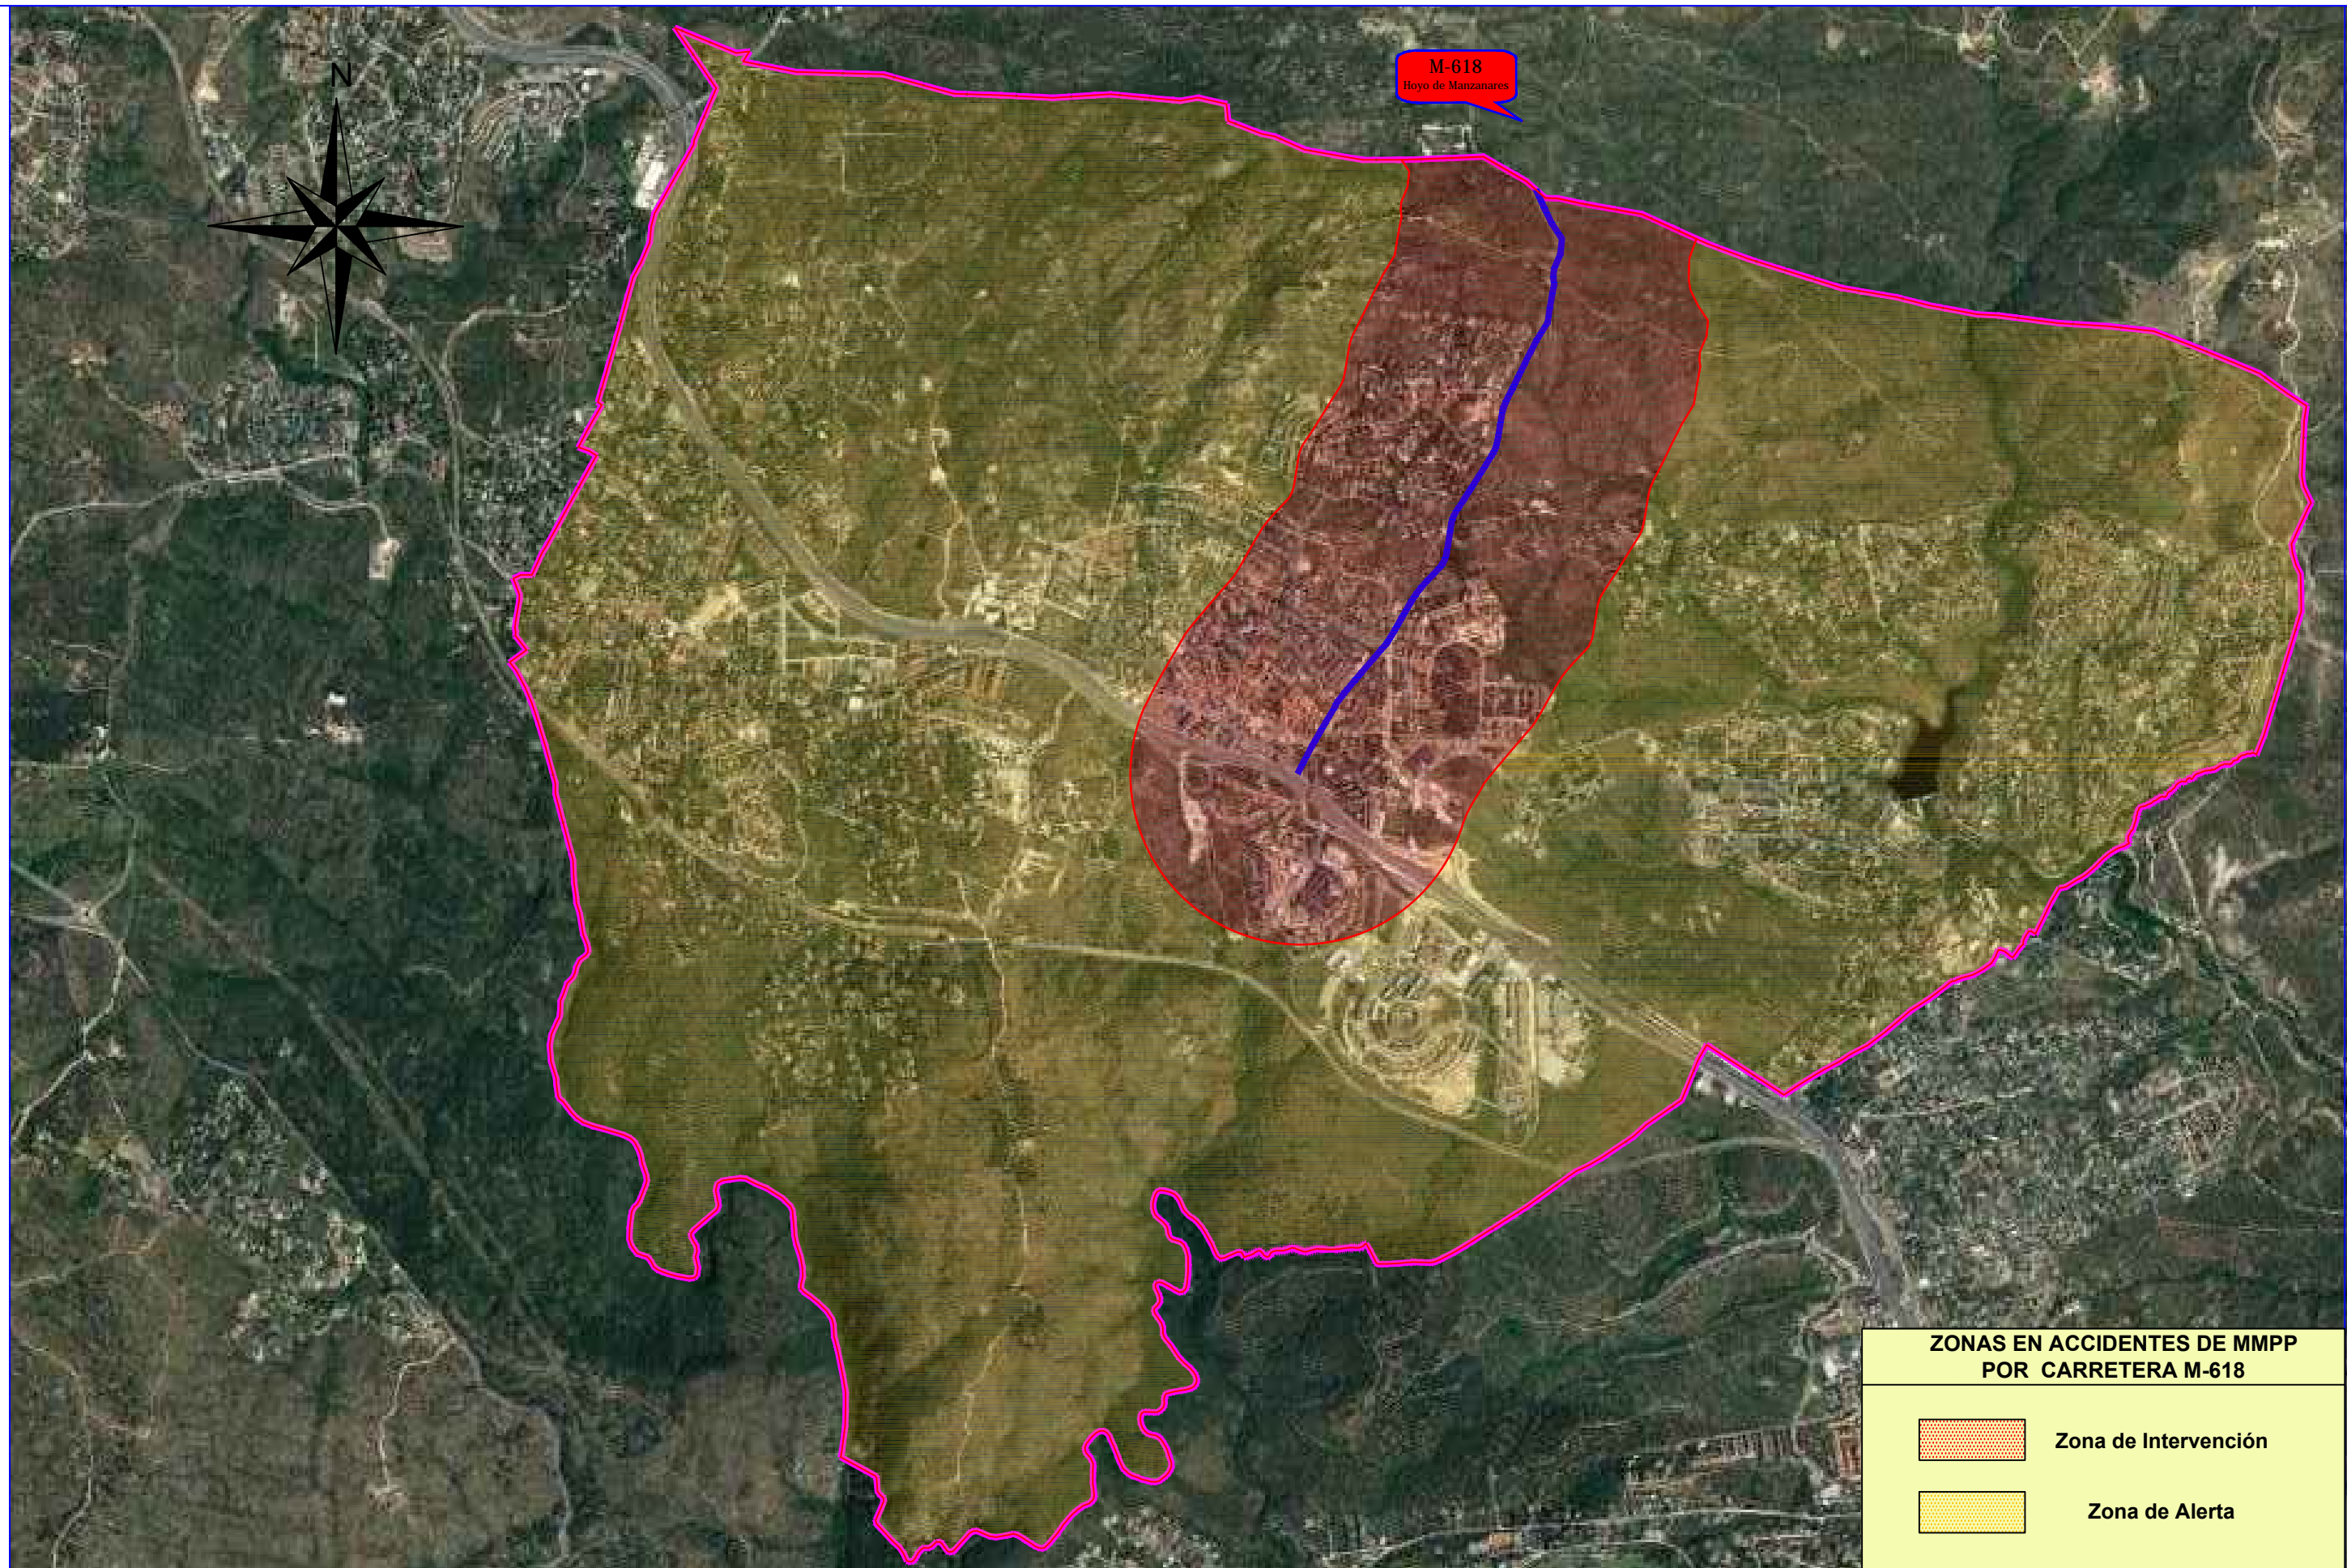 N
M-618
Hoyo de Manzanares
ZONAS EN ACCIDENTES DE MMPP
POR CARRETERA M-618
Zona de Intervención
Zona de Alerta